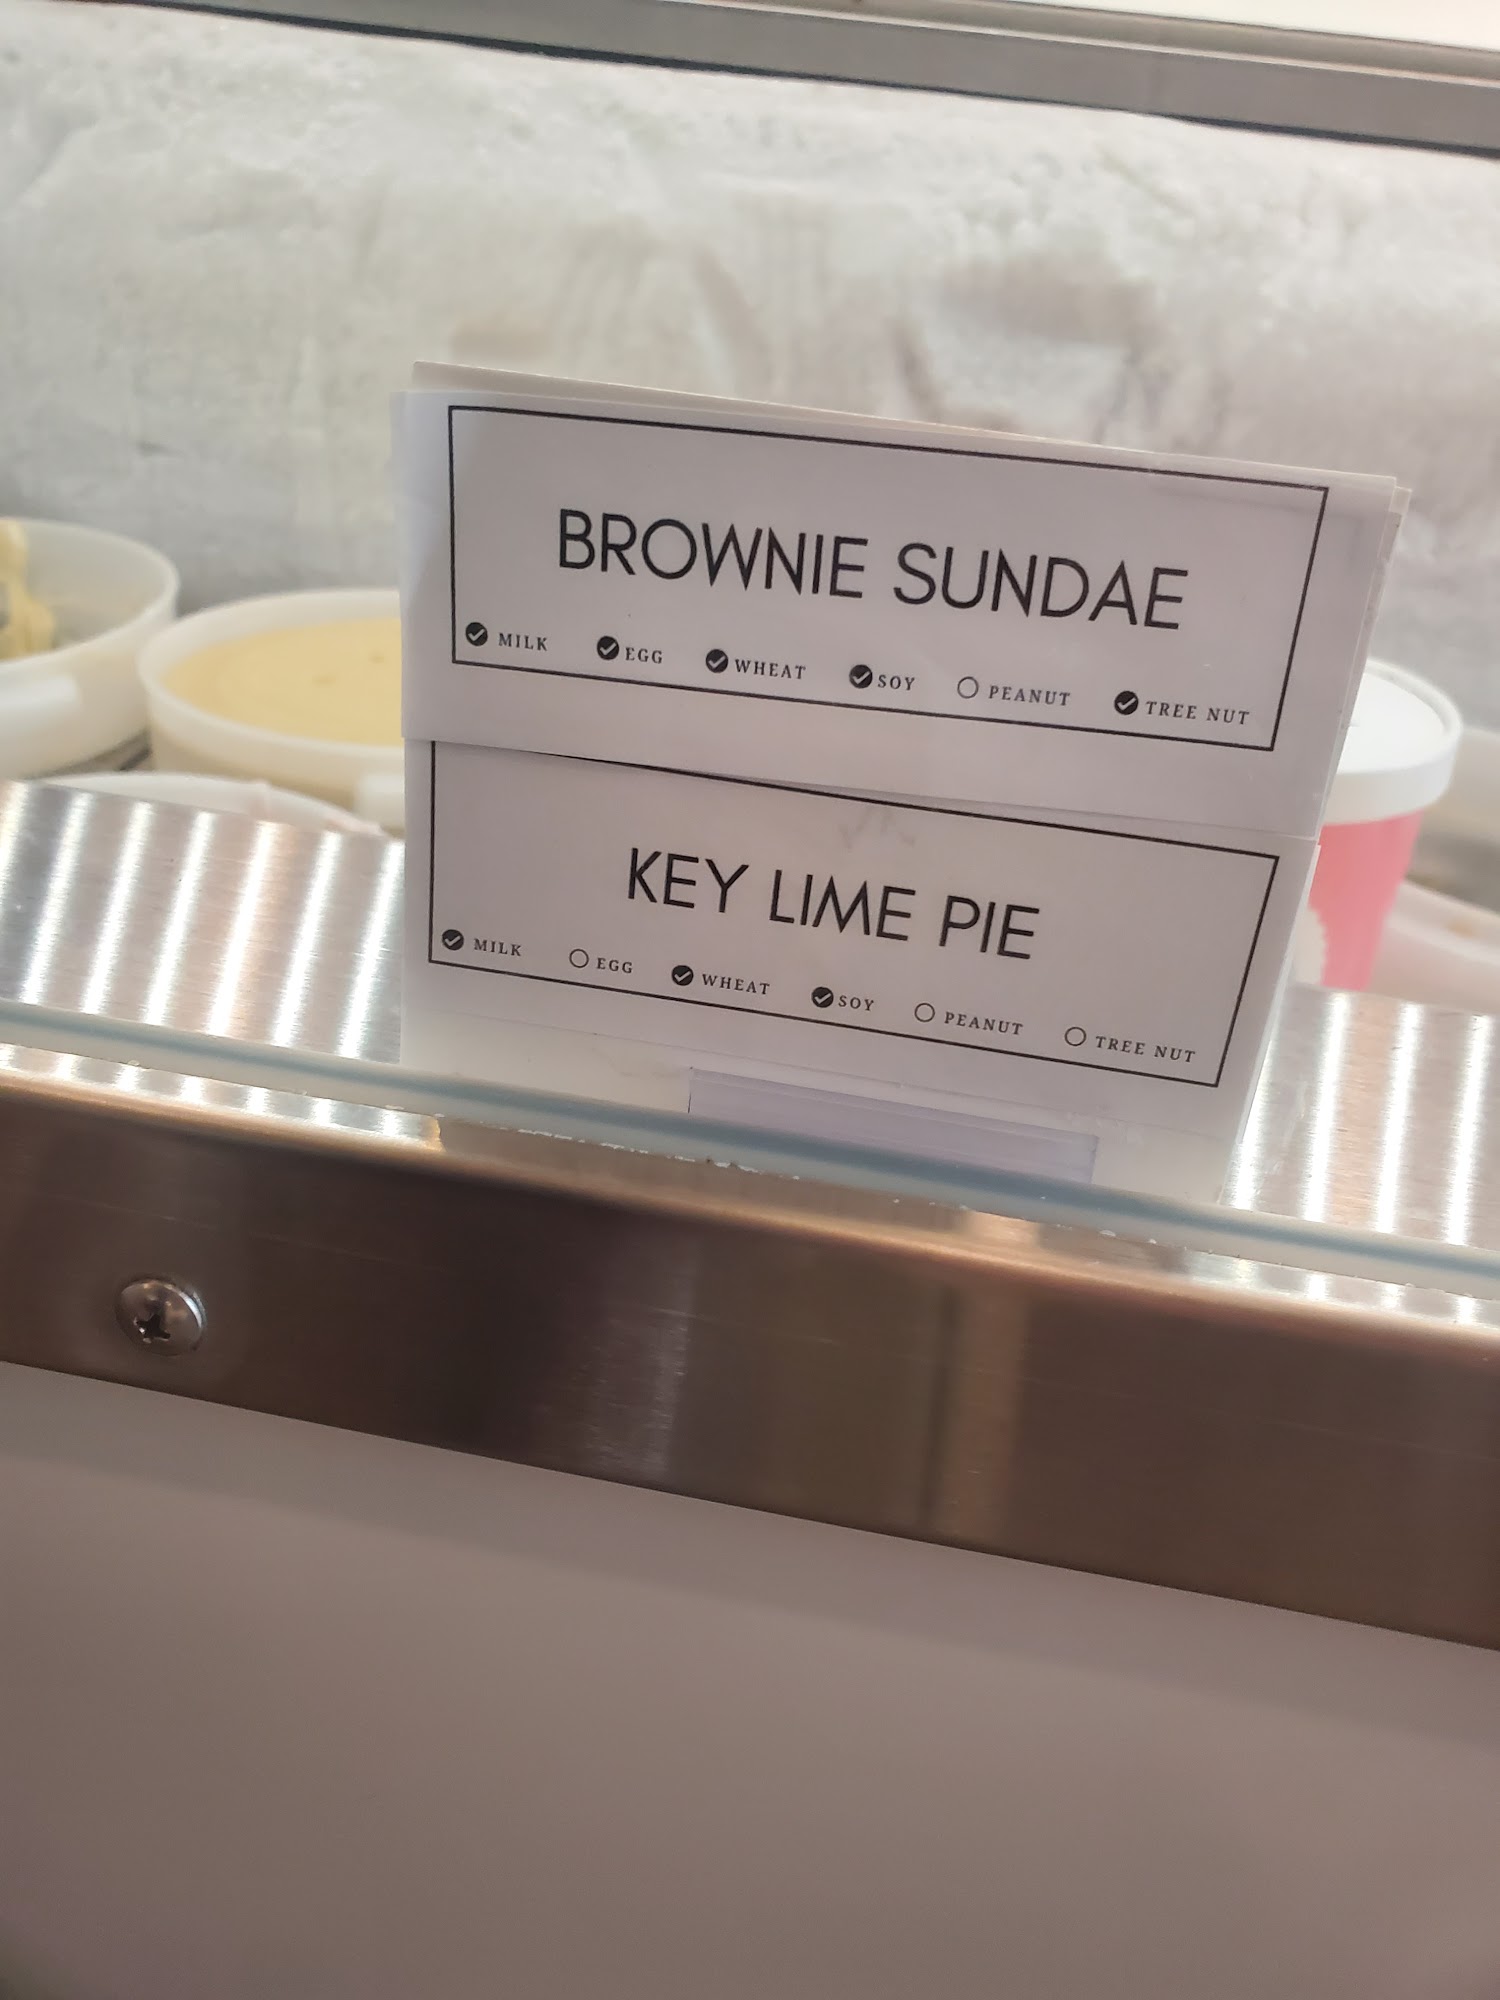 BROWNIE SUNDAE
MILK EGG WHEAT SOY PEANUT TREE NUT
KEY LIME PIE
MILK EGG WHEAT SOY PEANUT TREE NUT